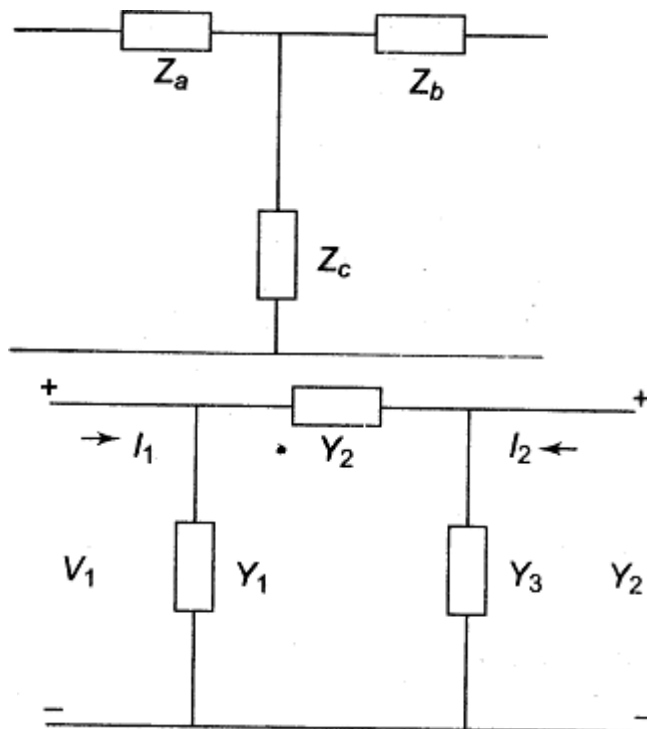 Za Zb
Zc
+ +
I1 Y2 I2
V1 Y1 Y3 Y2
– –